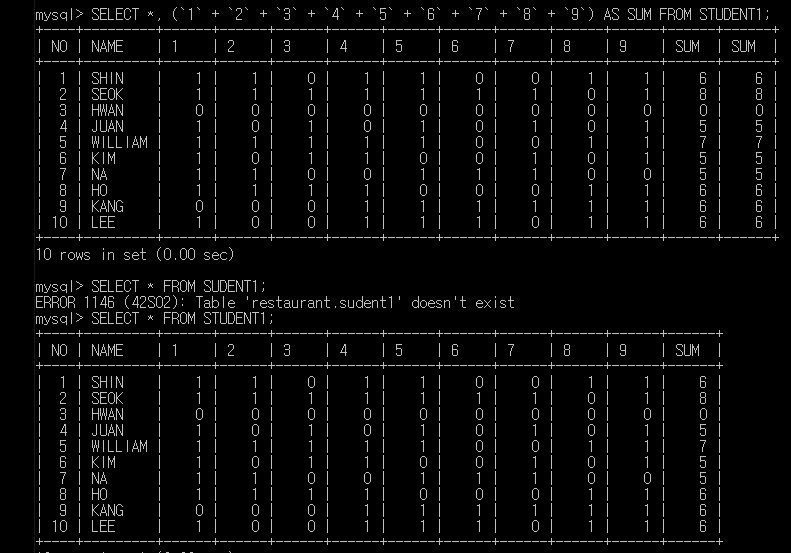 mysql> SELECT *, (`1` + `2` + `3` + `4` + `5` + `6` + `7` + `8` + `9`) AS SUM FROM STUDENT1;
| NO | NAME | 1 | 2 | 3 | 4 | 5 | 6 | 7 | 8 | 9 | SUM | SUM |
| 1 | SHIN | 1 | 1 | 0 | 1 | 1 | 0 | 0 | 1 | 1 | 6 | 6 |
| 2 | SEOK | 1 | 1 | 1 | 1 | 1 | 1 | 1 | 0 | 1 | 8 | 8 |
| 3 | HWAN | 0 | 0 | 0 | 0 | 0 | 0 | 0 | 0 | 0 | 0 | 0 |
| 4 | JUAN | 1 | 0 | 1 | 0 | 1 | 0 | 1 | 0 | 1 | 5 | 5 |
| 5 | WILLIAM | 1 | 1 | 1 | 1 | 1 | 0 | 0 | 1 | 1 | 7 | 7 |
| 6 | KIM | 1 | 0 | 1 | 1 | 0 | 0 | 1 | 0 | 1 | 5 | 5 |
| 7 | NA | 1 | 1 | 0 | 0 | 1 | 1 | 1 | 0 | 0 | 5 | 5 |
| 8 | HO | 1 | 1 | 1 | 1 | 0 | 0 | 0 | 1 | 1 | 6 | 6 |
| 9 | KANG | 0 | 0 | 0 | 1 | 1 | 1 | 1 | 1 | 1 | 6 | 6 |
| 10 | LEE | 1 | 0 | 0 | 1 | 1 | 1 | 0 | 1 | 1 | 6 | 6 |
10 rows in set (0.00 sec)
mysql> SELECT * FROM SUDENT1;
ERROR 1146 (42S02): Table 'restaurant.sudent1' doesn't exist
mysql> SELECT * FROM STUDENT1;
| NO | NAME | 1 | 2 | 3 | 4 | 5 | 6 | 7 | 8 | 9 | SUM |
| 1 | SHIN | 1 | 1 | 0 | 1 | 1 | 0 | 0 | 1 | 1 | 6 |
| 2 | SEOK | 1 | 1 | 1 | 1 | 1 | 1 | 1 | 0 | 1 | 8 |
| 3 | HWAN | 0 | 0 | 0 | 0 | 0 | 0 | 0 | 0 | 0 | 0 |
| 4 | JUAN | 1 | 0 | 1 | 0 | 1 | 0 | 1 | 0 | 1 | 5 |
| 5 | WILLIAM | 1 | 1 | 1 | 1 | 1 | 0 | 0 | 1 | 1 | 7 |
| 6 | KIM | 1 | 0 | 1 | 1 | 0 | 0 | 1 | 0 | 1 | 5 |
| 7 | NA | 1 | 1 | 0 | 0 | 1 | 1 | 1 | 0 | 0 | 5 |
| 8 | HO | 1 | 1 | 1 | 1 | 0 | 0 | 0 | 1 | 1 | 6 |
| 9 | KANG | 0 | 0 | 0 | 1 | 1 | 1 | 1 | 1 | 1 | 6 |
| 10 | LEE | 1 | 0 | 0 | 1 | 1 | 1 | 0 | 1 | 1 | 6 |